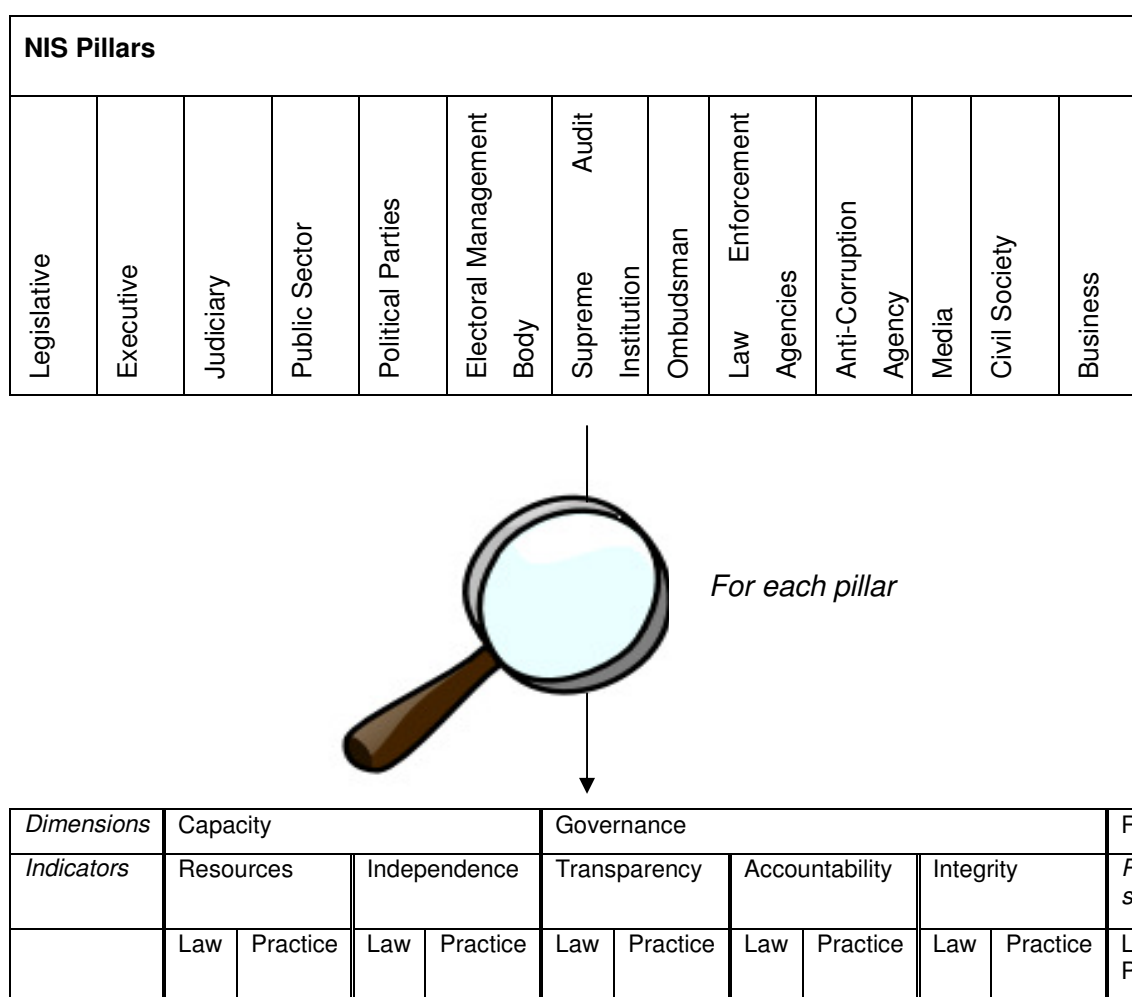 NIS Pillars
Legislative
Executive
Judiciary
Public Sector
Political Parties
Electoral Management
Body
Supreme Audit
Institution
Ombudsman
Law Enforcement
Agencies
Anti-Corruption
Agency
Media
Civil Society
Business
For each pillar
Dimensions Capacity Governance
Indicators Resources Independence Transparency Accountability Integrity
Law Practice Law Practice Law Practice Law Practice Law Practice